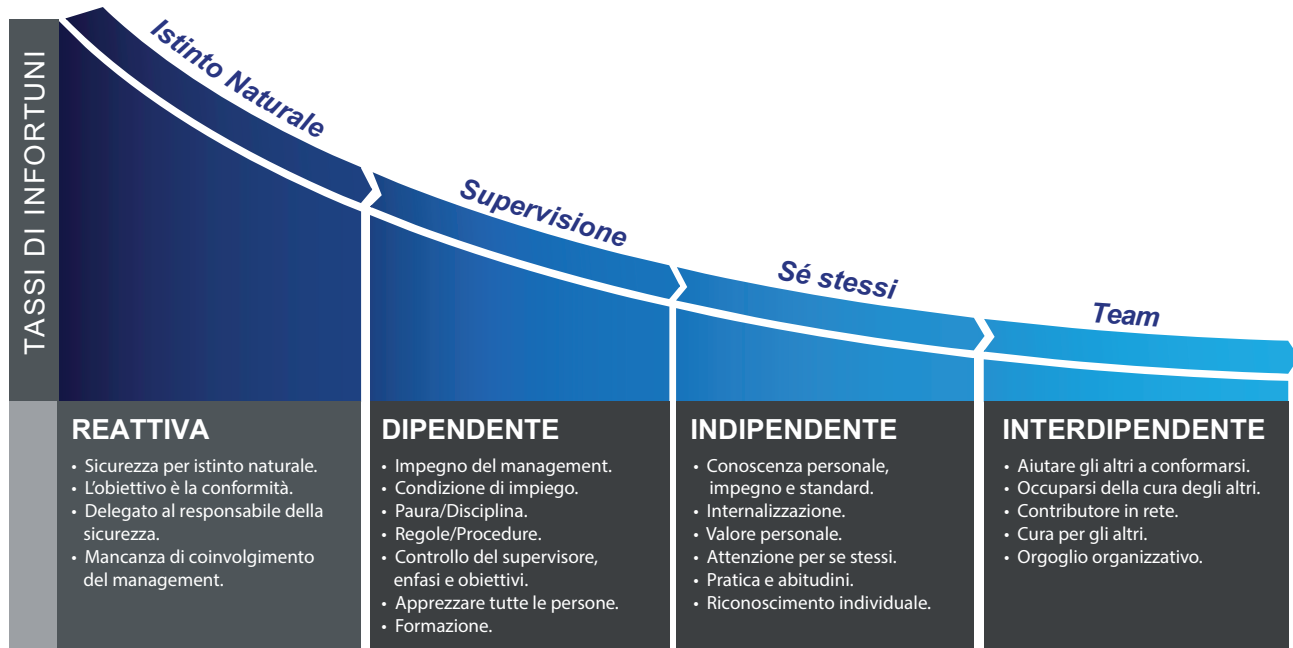 TASSI DI INFORTUNI
Istinto Naturale
Supervisione
Sé stessi
Team
REATTIVA
• Sicurezza per istinto naturale.
• L'obiettivo è la conformità.
• Delegato al responsabile della
sicurezza.
• Mancanza di coinvolgimento
del management.
DIPENDENTE
• Impegno del management.
• Condizione di impiego.
• Paura/Disciplina.
• Regole/Procedure.
• Controllo del supervisore,
enfasi e obiettivi.
• Apprezzare tutte le persone.
• Formazione.
INDIPENDENTE
• Conoscenza personale,
impegno e standard.
• Internalizzazione.
• Valore personale.
• Attenzione per se stessi.
• Pratica e abitudini.
• Riconoscimento individuale.
INTERDIPENDENTE
• Aiutare gli altri a conformarsi.
• Occuparsi della cura degli altri.
• Contributore in rete.
• Cura per gli altri.
• Orgoglio organizzativo.